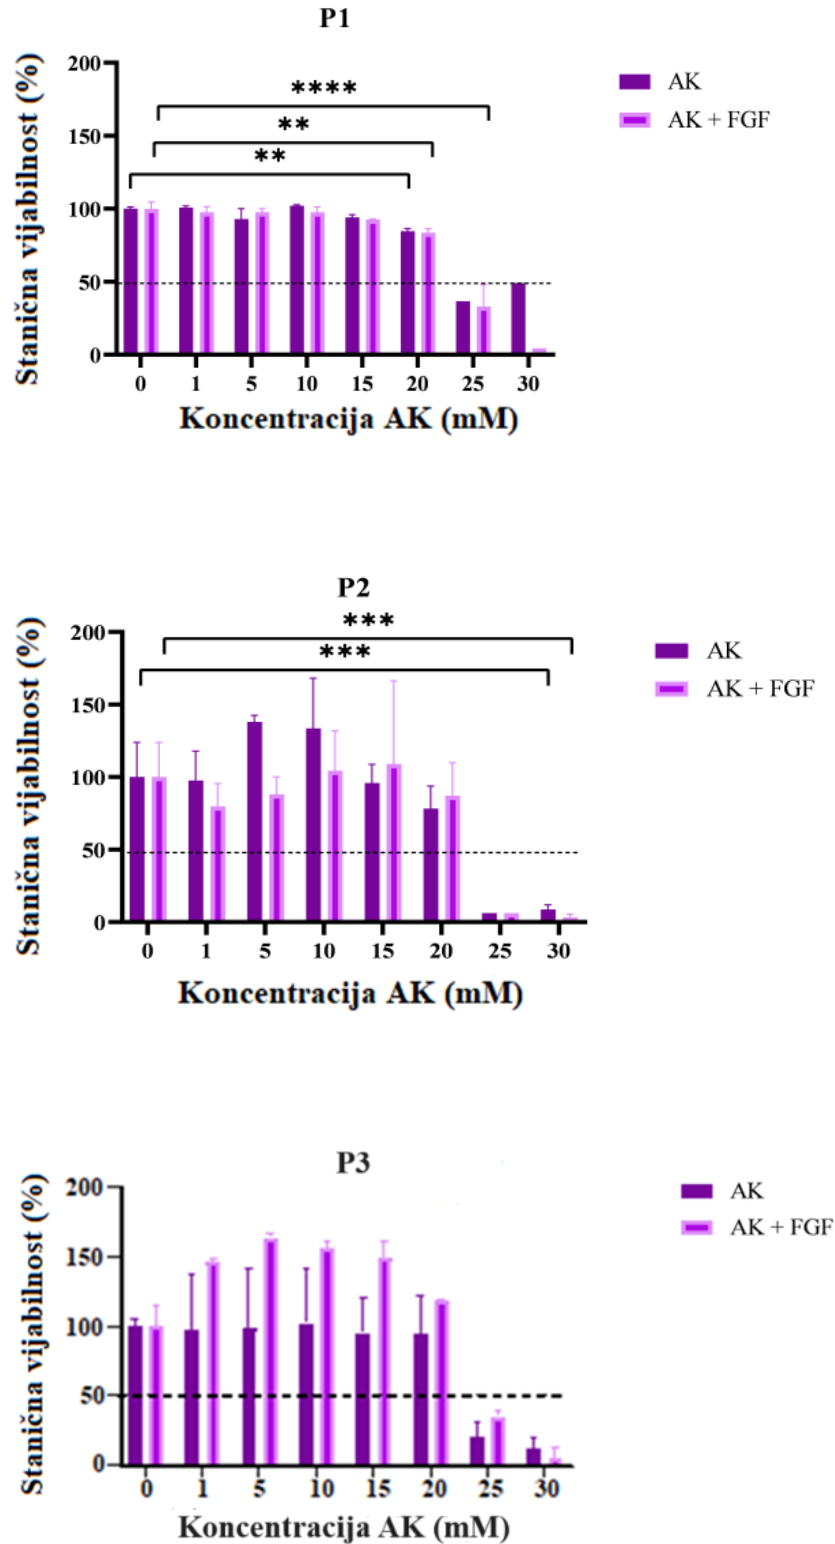 P1
Stanična vijabilnost (%)
200
150
100
50
0
****
**
**
0 1 5 10 15 20 25 30
Koncentracija AK (mM)
AK
AK + FGF
P2
Stanična vijabilnost (%)
200
150
100
50
0
***
***
0 1 5 10 15 20 25 30
Koncentracija AK (mM)
AK
AK + FGF
P3
Stanična vijabilnost (%)
200
150
100
50
0
0 1 5 10 15 20 25 30
Koncentracija AK (mM)
AK
AK + FGF